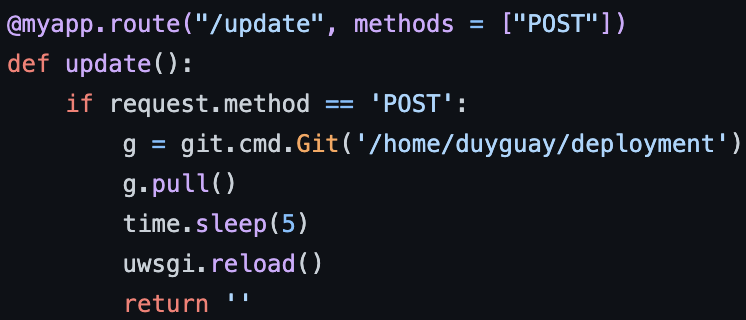 @myapp.route("/update", methods = ["POST"])
def update():
    if request.method == 'POST':
        g = git.cmd.Git('/home/duyguay/deployment')
        g.pull()
        time.sleep(5)
        uwsgi.reload()
        return ''